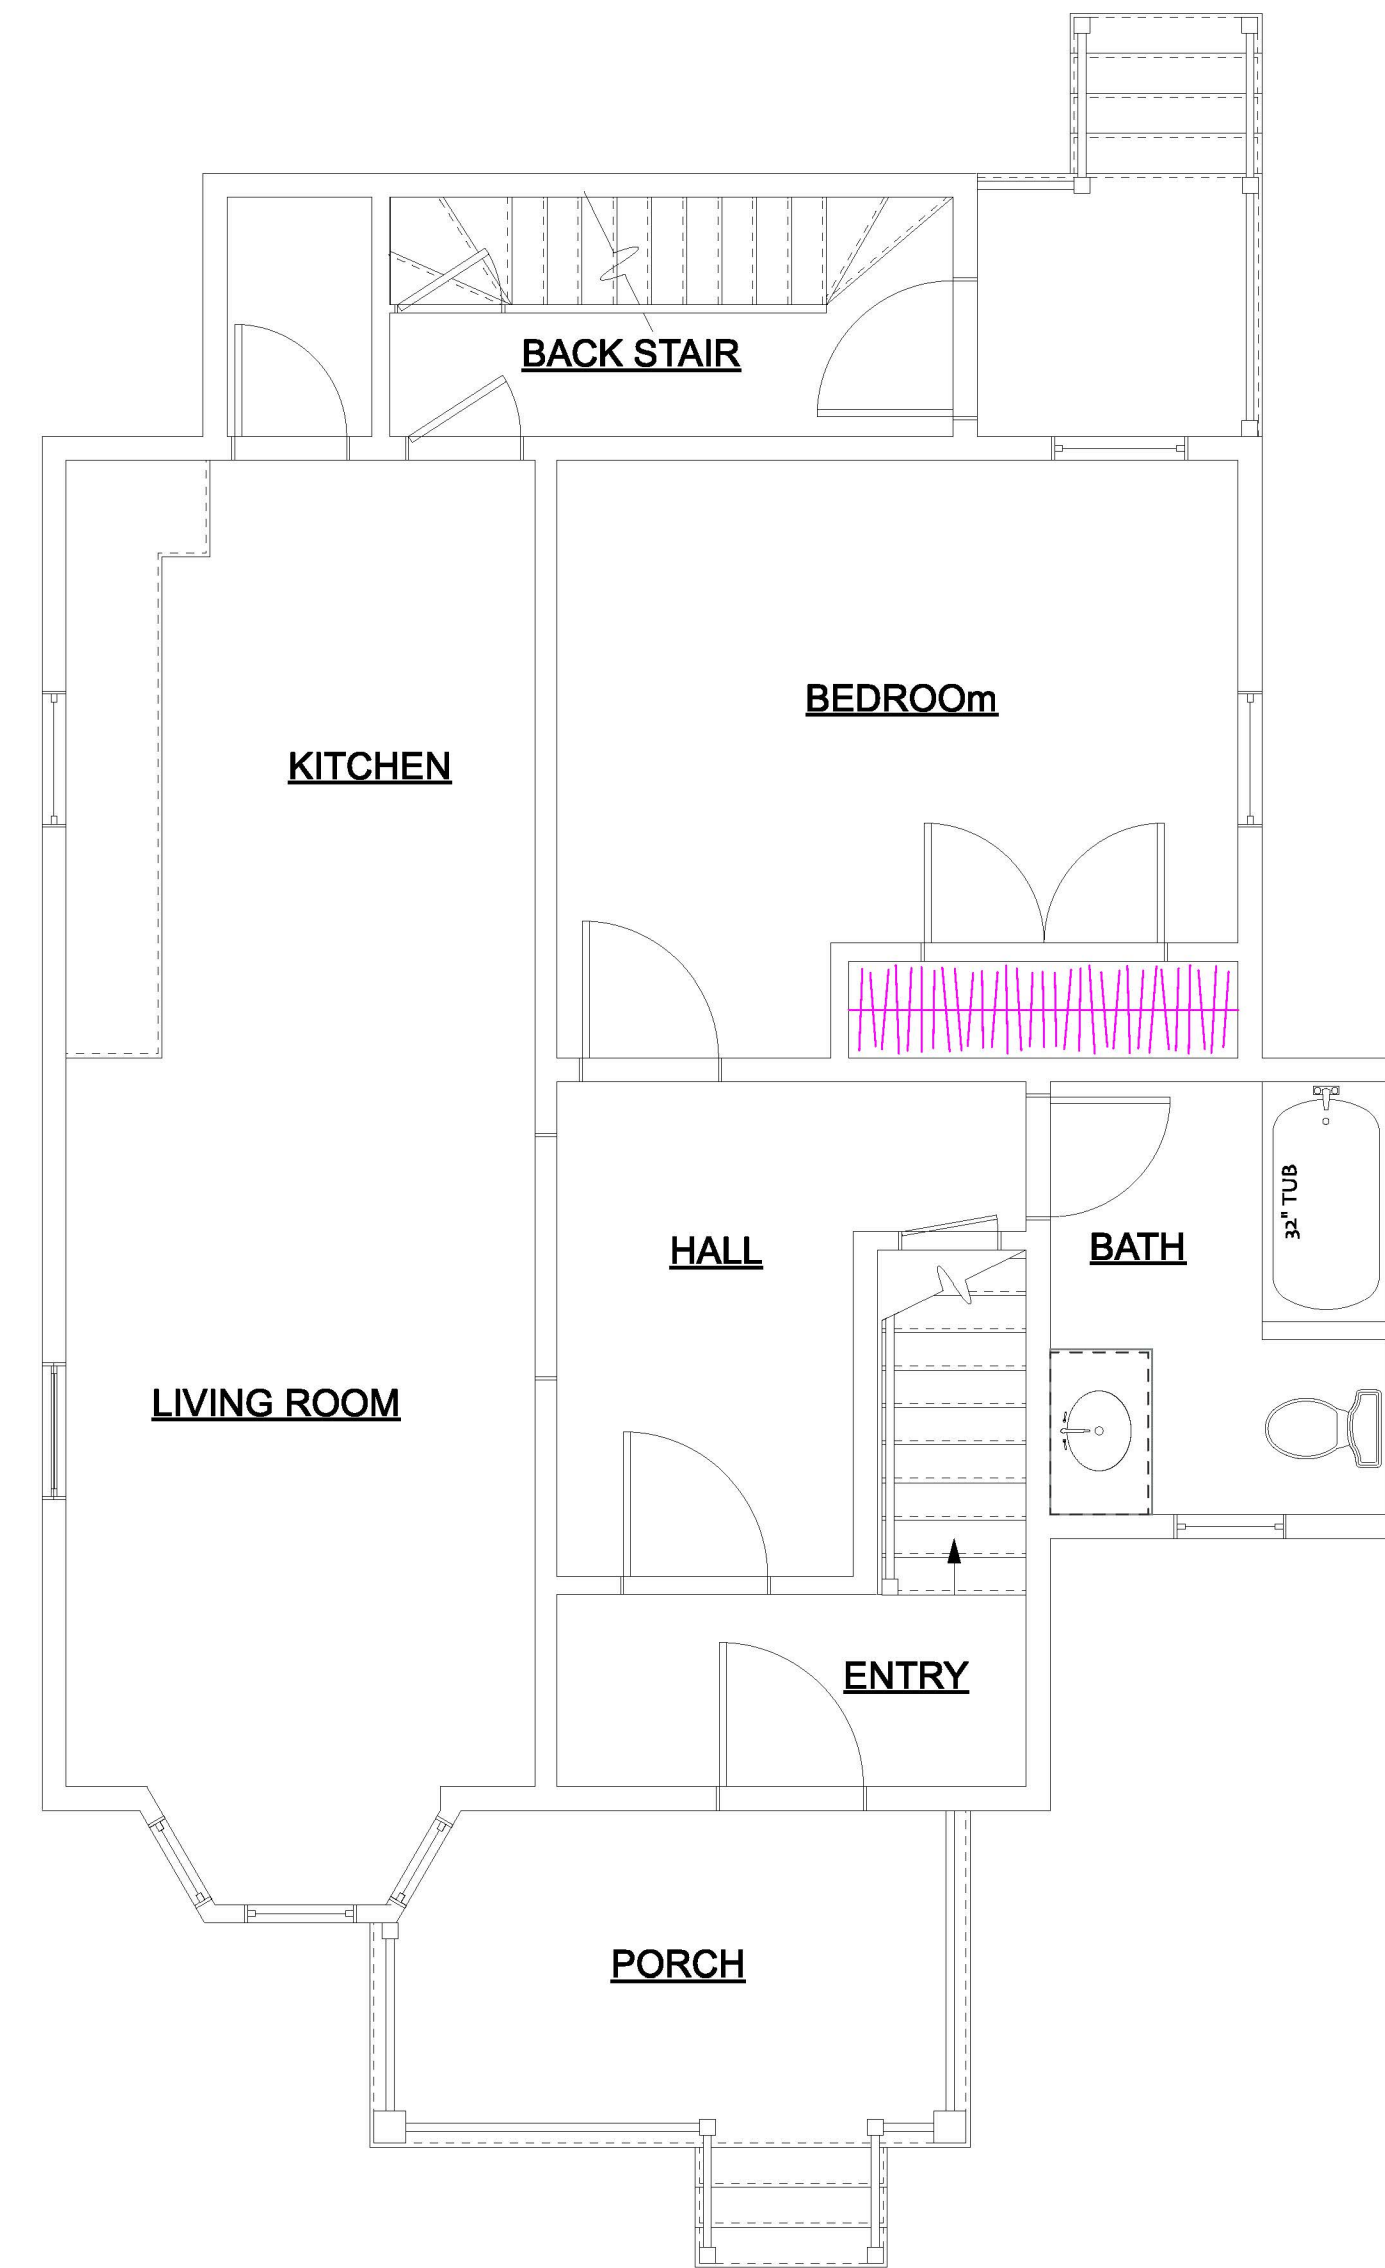 BACK STAIR
BEDROOm
KITCHEN
HALL
BATH
32" TUB
LIVING ROOM
ENTRY
PORCH